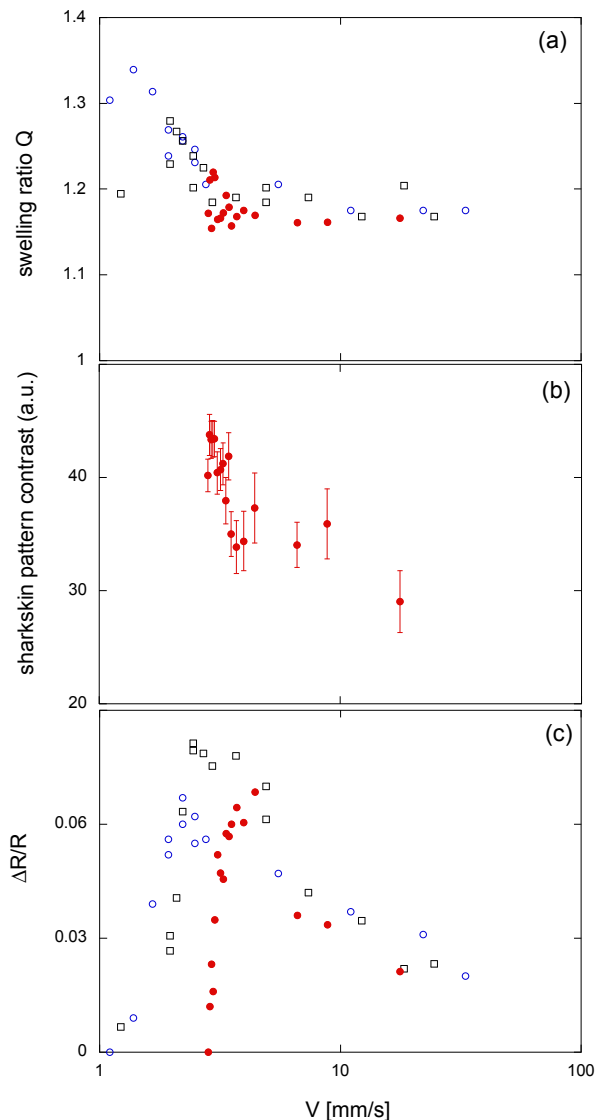 1.4
(a)
1.3
swelling ratio Q
1.2
1.1
1
(b)
sharkskin pattern contrast (a.u.)
40
30
20
(c)
0.06
ΔR/R
0.03
0
1
10
100
V [mm/s]